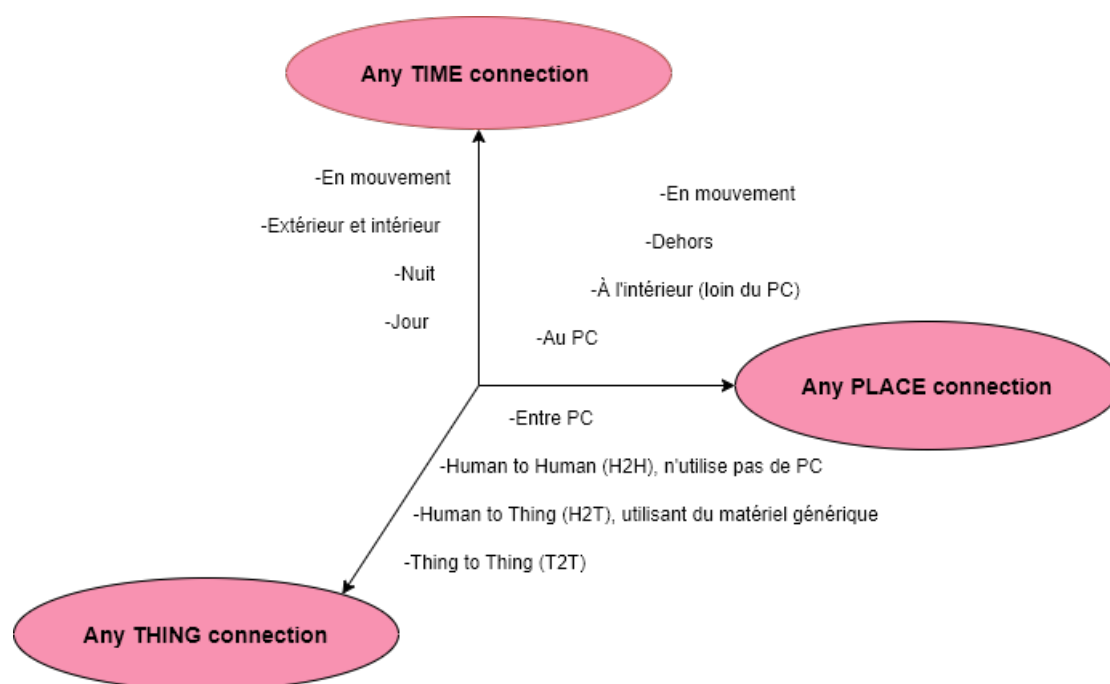 Any TIME connection
-En mouvement
-Extérieur et intérieur
-Nuit
-Jour
-En mouvement
-Dehors
-À l'intérieur (loin du PC)
-Au PC
Any PLACE connection
-Entre PC
-Human to Human (H2H), n'utilise pas de PC
-Human to Thing (H2T), utilisant du matériel générique
-Thing to Thing (T2T)
Any THING connection